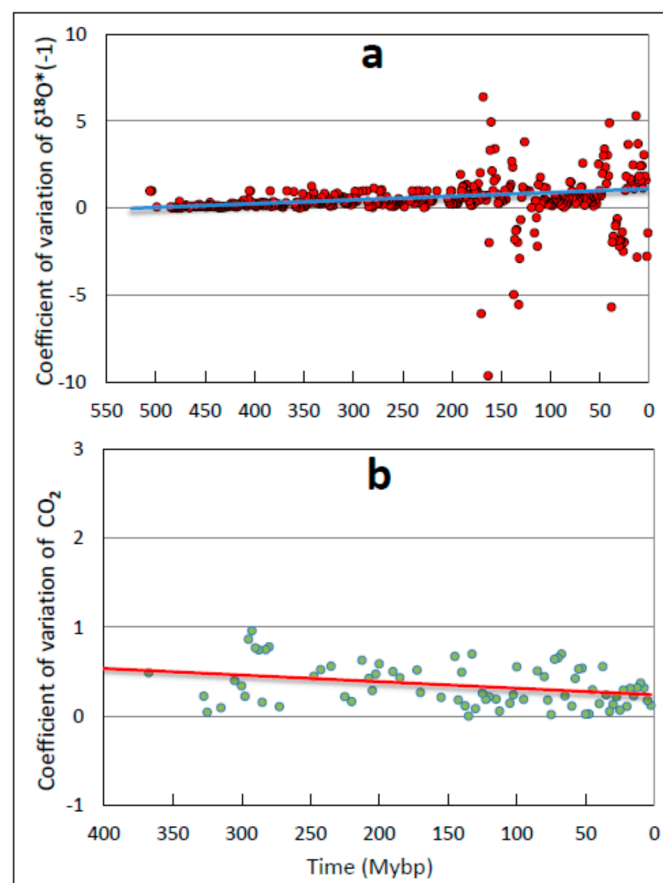 a
Coefficient of variation of δ¹⁸O*(-1)
10
5
0
-5
-10
550 500 450 400 350 300 250 200 150 100 50 0
b
Coefficient of variation of CO₂
3
2
1
0
-1
400 350 300 250 200 150 100 50 0
Time (Mybp)